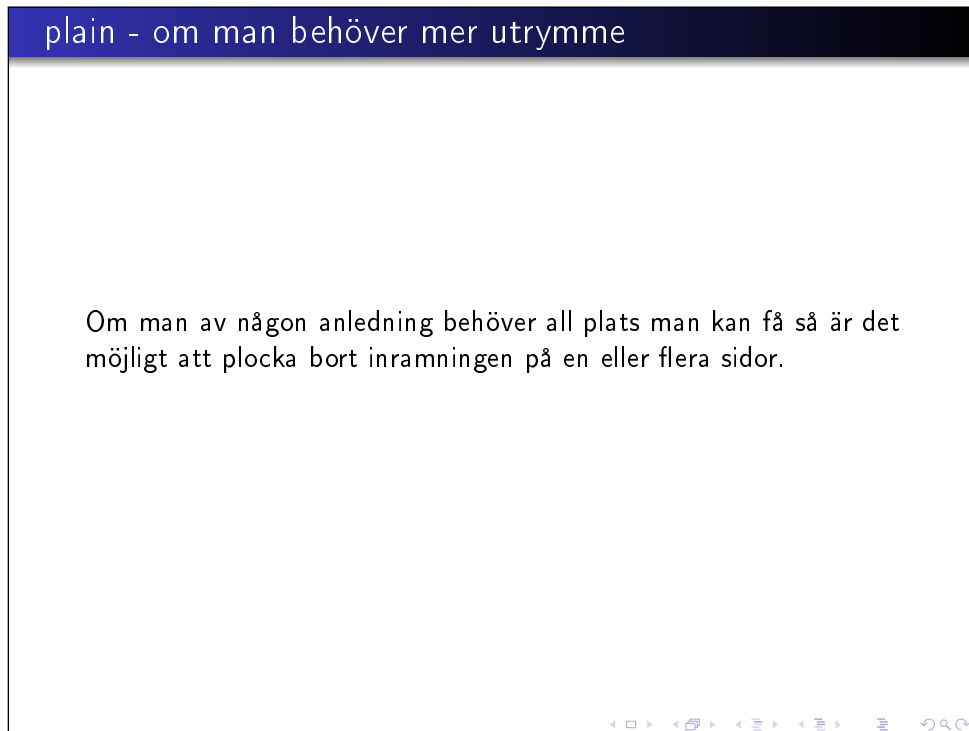 plain - om man behöver mer utrymme
Om man av någon anledning behöver all plats man kan få så är det
möjligt att plocka bort inramningen på en eller flera sidor.